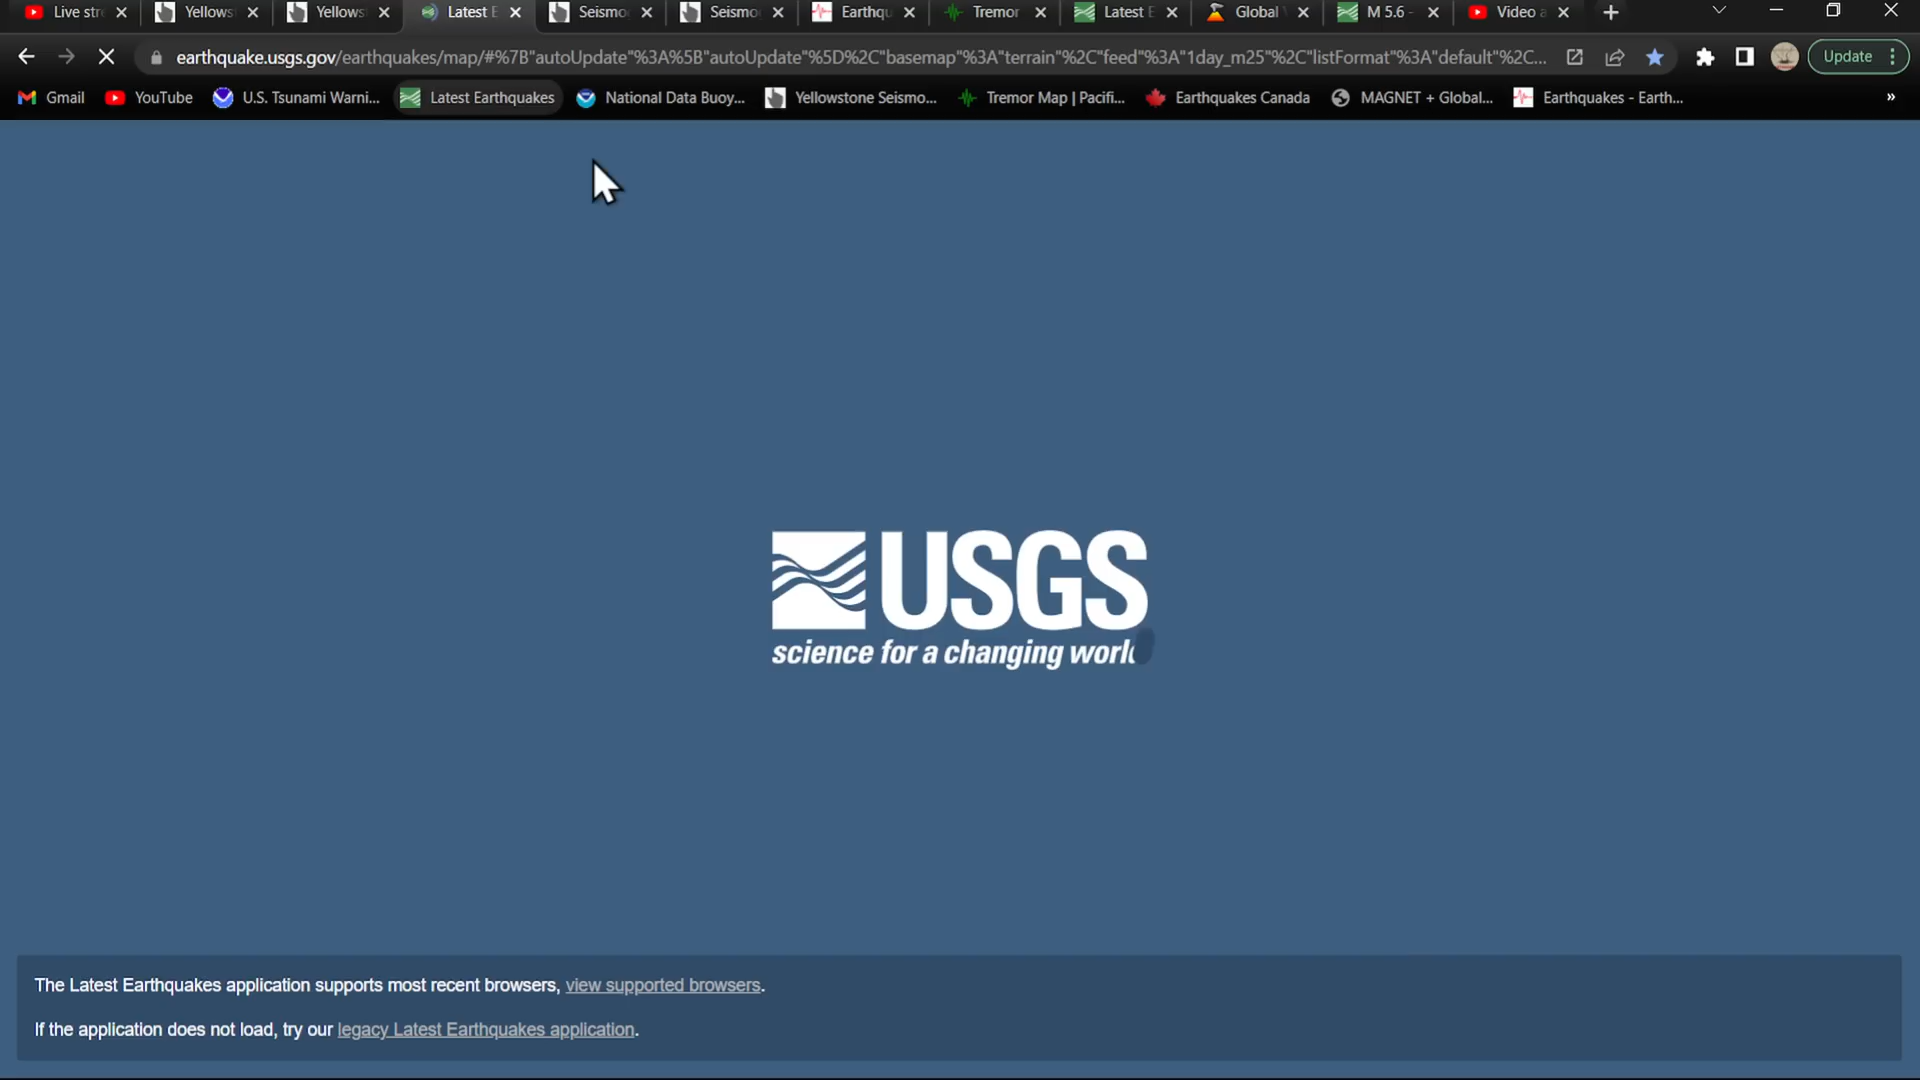 Live str Yellows Yellows Latest E Seismo Seismo Earthqu Tremor Latest E Global M 5.6 - Video a
earthquake.usgs.gov/earthquakes/map/#%7B"autoUpdate"%3A%5B"autoUpdate"%5D%2C"basemap"%3A"terrain"%2C"feed"%3A"1day_m25"%2C"listFormat"%3A"default"%2C... Update
Gmail YouTube U.S. Tsunami Warni... Latest Earthquakes National Data Buoy... Yellowstone Seismo... Tremor Map | Pacifi... Earthquakes Canada MAGNET + Global... Earthquakes - Earth... »
USGS
science for a changing world
The Latest Earthquakes application supports most recent browsers, view supported browsers.
If the application does not load, try our legacy Latest Earthquakes application.